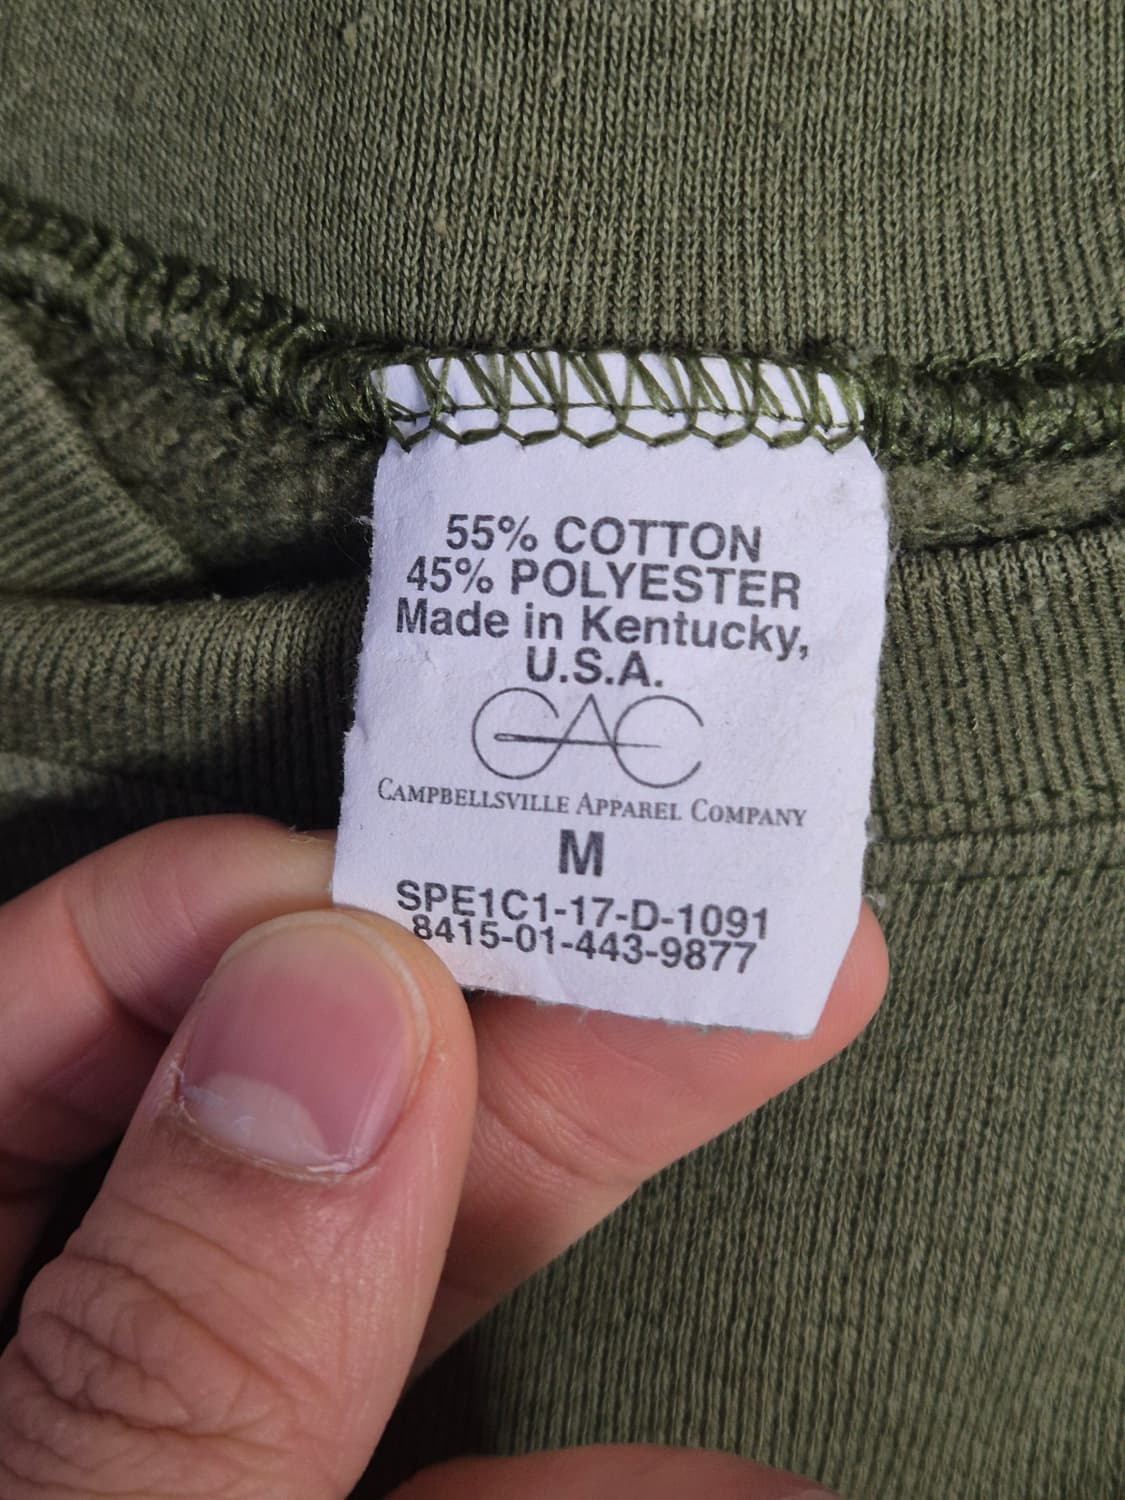 55% COTTON
45% POLYESTER
Made in Kentucky,
U.S.A.
CAC
CAMPBELLSVILLE APPAREL COMPANY
M
SPE1C1-17-D-1091
8415-01-443-9877